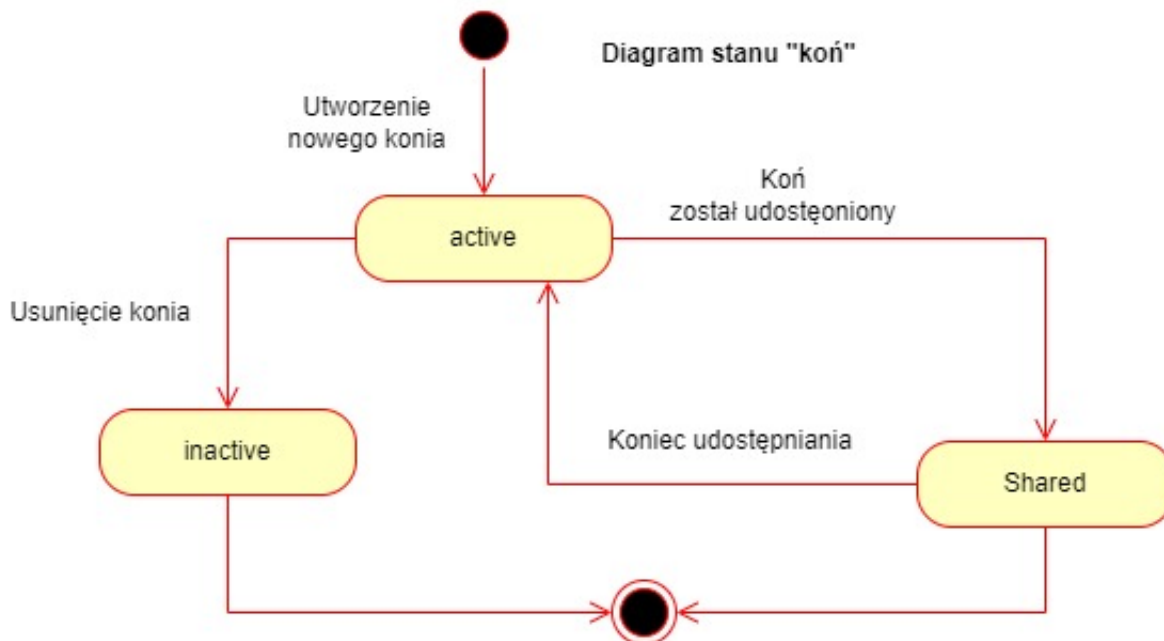 Diagram stanu "koń"
Utworzenie
nowego konia
Koń
został udostęoniony
active
Usunięcie konia
inactive
Koniec udostępniania
Shared